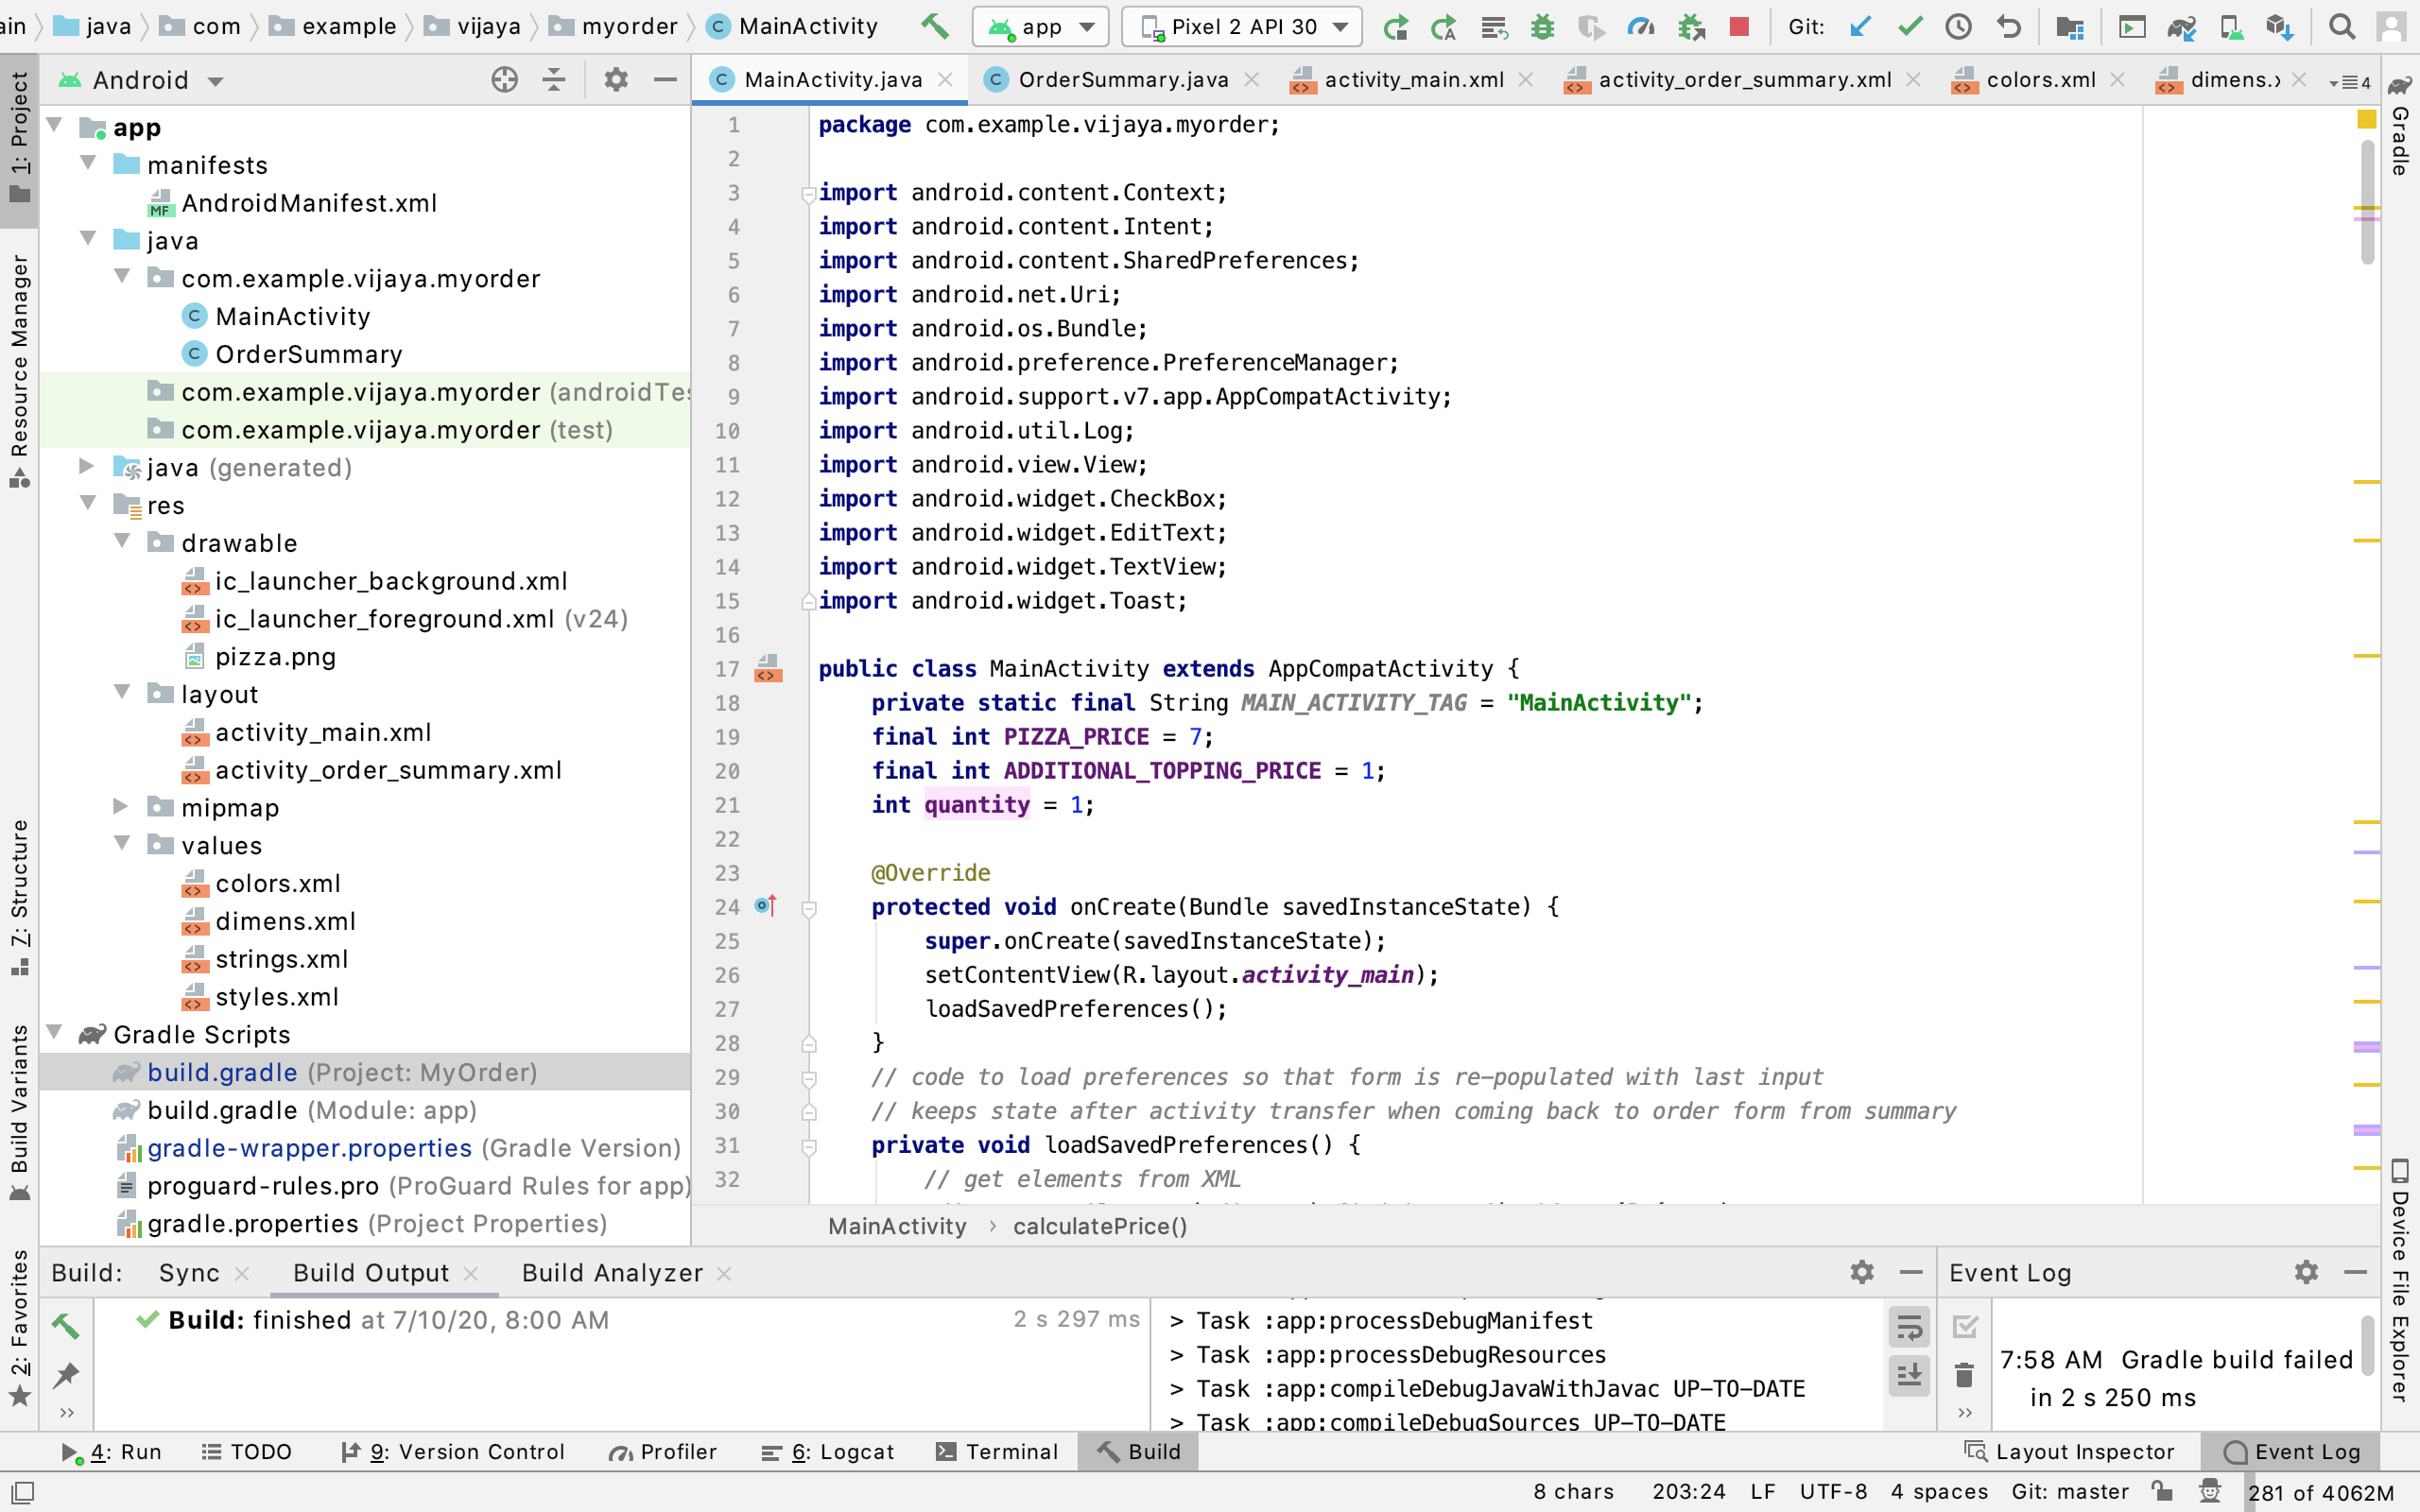 ain java com example vijaya myorder MainActivity app Pixel 2 API 30 Git:
1: Project
Resource Manager
7: Structure
Build Variants
2: Favorites
Android
app
manifests
AndroidManifest.xml
java
com.example.vijaya.myorder
MainActivity
OrderSummary
com.example.vijaya.myorder (androidTes
com.example.vijaya.myorder (test)
java (generated)
res
drawable
ic_launcher_background.xml
ic_launcher_foreground.xml (v24)
pizza.png
layout
activity_main.xml
activity_order_summary.xml
mipmap
values
colors.xml
dimens.xml
strings.xml
styles.xml
Gradle Scripts
build.gradle (Project: MyOrder)
build.gradle (Module: app)
gradle-wrapper.properties (Gradle Version)
proguard-rules.pro (ProGuard Rules for app)
gradle.properties (Project Properties)
MainActivity.java OrderSummary.java activity_main.xml activity_order_summary.xml colors.xml dimens.x 4
1 package com.example.vijaya.myorder;
2
3 import android.content.Context;
4 import android.content.Intent;
5 import android.content.SharedPreferences;
6 import android.net.Uri;
7 import android.os.Bundle;
8 import android.preference.PreferenceManager;
9 import android.support.v7.app.AppCompatActivity;
10 import android.util.Log;
11 import android.view.View;
12 import android.widget.CheckBox;
13 import android.widget.EditText;
14 import android.widget.TextView;
15 import android.widget.Toast;
16
17 public class MainActivity extends AppCompatActivity {
18 private static final String MAIN_ACTIVITY_TAG = "MainActivity";
19 final int PIZZA_PRICE = 7;
20 final int ADDITIONAL_TOPPING_PRICE = 1;
21 int quantity = 1;
22
23 @Override
24 protected void onCreate(Bundle savedInstanceState) {
25 super.onCreate(savedInstanceState);
26 setContentView(R.layout.activity_main);
27 loadSavedPreferences();
28 }
29 // code to load preferences so that form is re-populated with last input
30 // keeps state after activity transfer when coming back to order form from summary
31 private void loadSavedPreferences() {
32 // get elements from XML
MainActivity › calculatePrice()
Gradle
Device File Explorer
Build: Sync Build Output Build Analyzer
Build: finished at 7/10/20, 8:00 AM 2 s 297 ms
> Task :app:processDebugManifest
> Task :app:processDebugResources
> Task :app:compileDebugJavaWithJavac UP-TO-DATE
> Task :app:compileDebugSources UP-TO-DATE
Event Log
7:58 AM Gradle build failed
in 2 s 250 ms
4: Run TODO 9: Version Control Profiler 6: Logcat Terminal Build Layout Inspector Event Log
8 chars 203:24 LF UTF-8 4 spaces Git: master 281 of 4062M